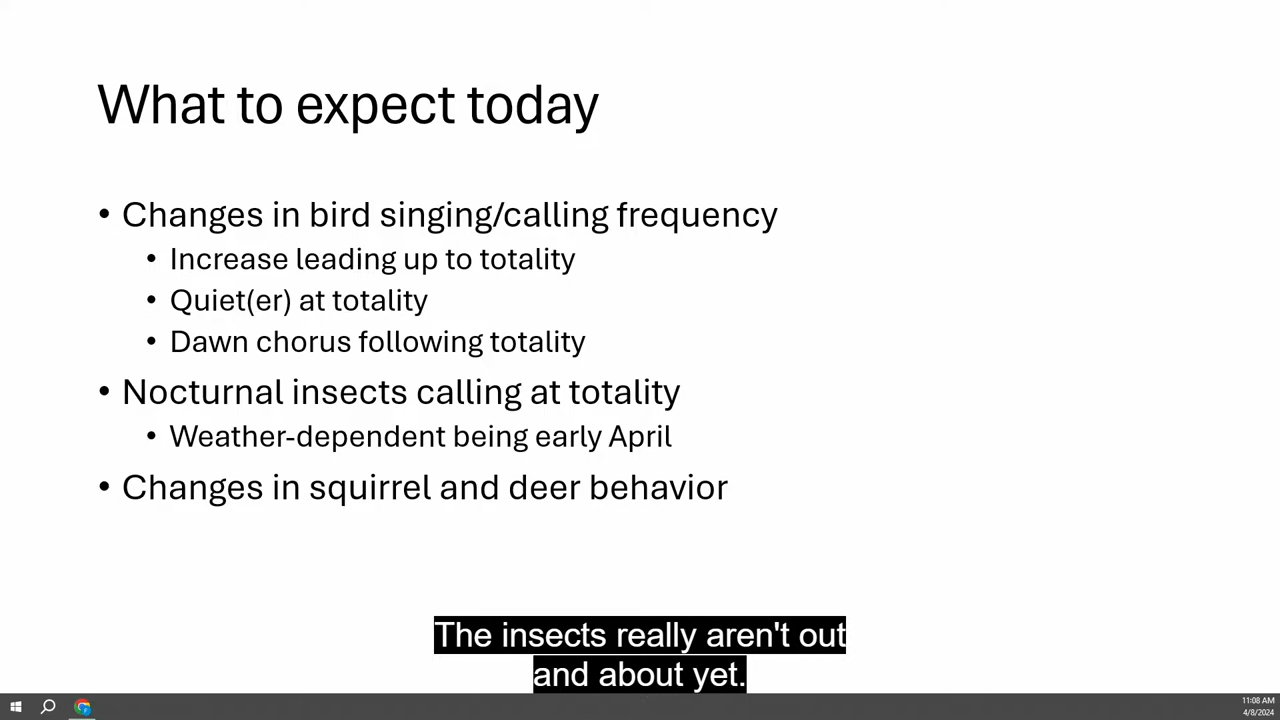 What to expect today
• Changes in bird singing/calling frequency
• Increase leading up to totality
• Quiet(er) at totality
• Dawn chorus following totality
• Nocturnal insects calling at totality
• Weather-dependent being early April
• Changes in squirrel and deer behavior
The insects really aren't out
and about yet.
11:08 AM
4/8/2024